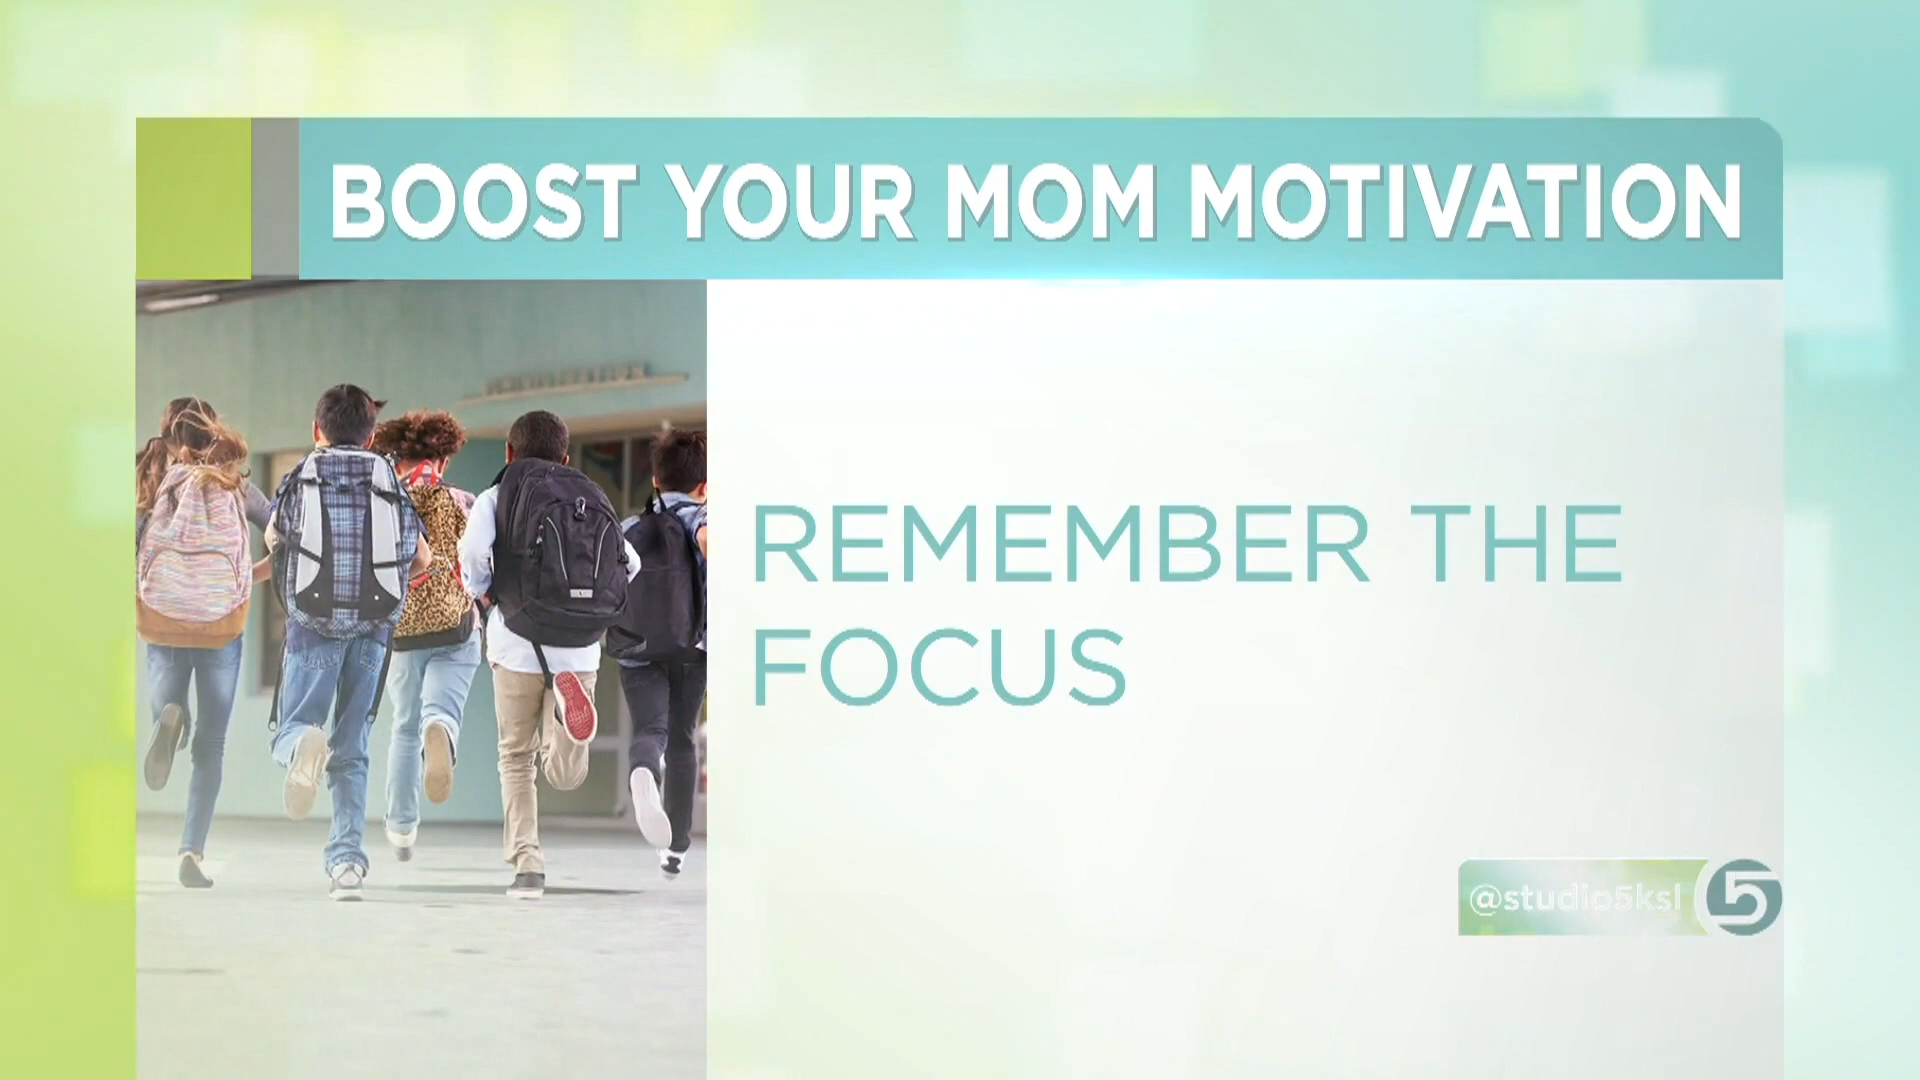 BOOST YOUR MOM MOTIVATION
REMEMBER THE
FOCUS
@studio5ksl
5